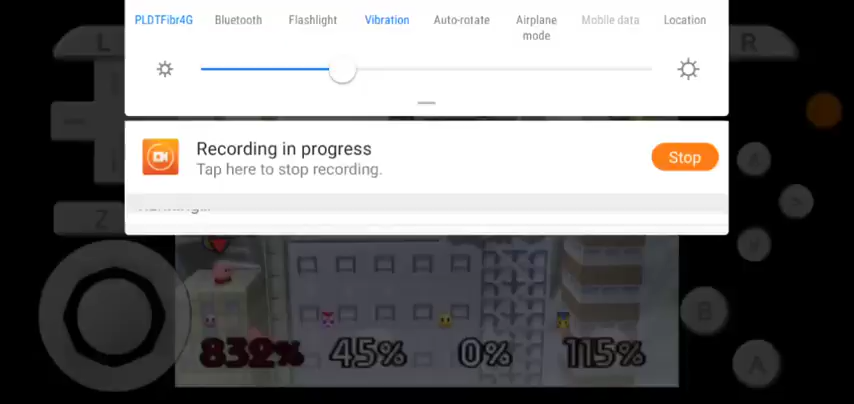 PLDTFibr4G Bluetooth Flashlight Vibration Auto-rotate Airplane mode Mobile data Location
L R
Recording in progress Stop
Tap here to stop recording.
A
Z
B
832% 45% 0% 115%
A